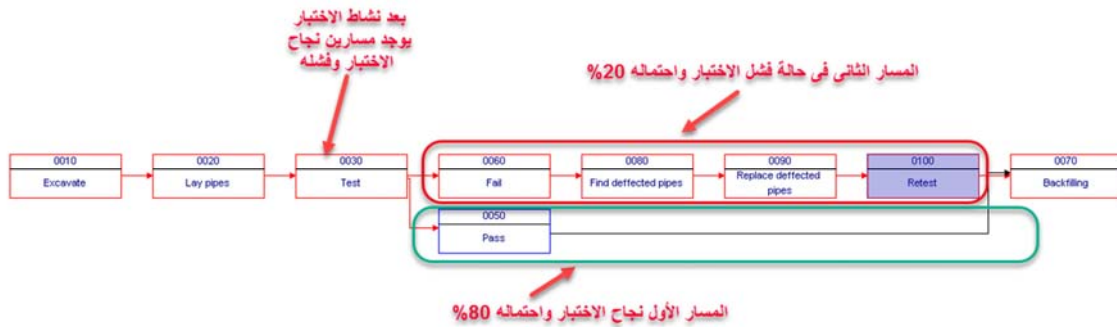 بعد نشاط الاختبار
يوجد مسارين نجاح
الاختبار وفشله
المسار الثانى فى حالة فشل الاختبار واحتماله 20%
0010
Excavate
0020
Lay pipes
0030
Test
0060
Fail
0080
Find deffected pipes
0090
Replace deffected
pipes
0100
Retest
0070
Backfilling
0050
Pass
المسار الأول نجاح الاختبار واحتماله 80%